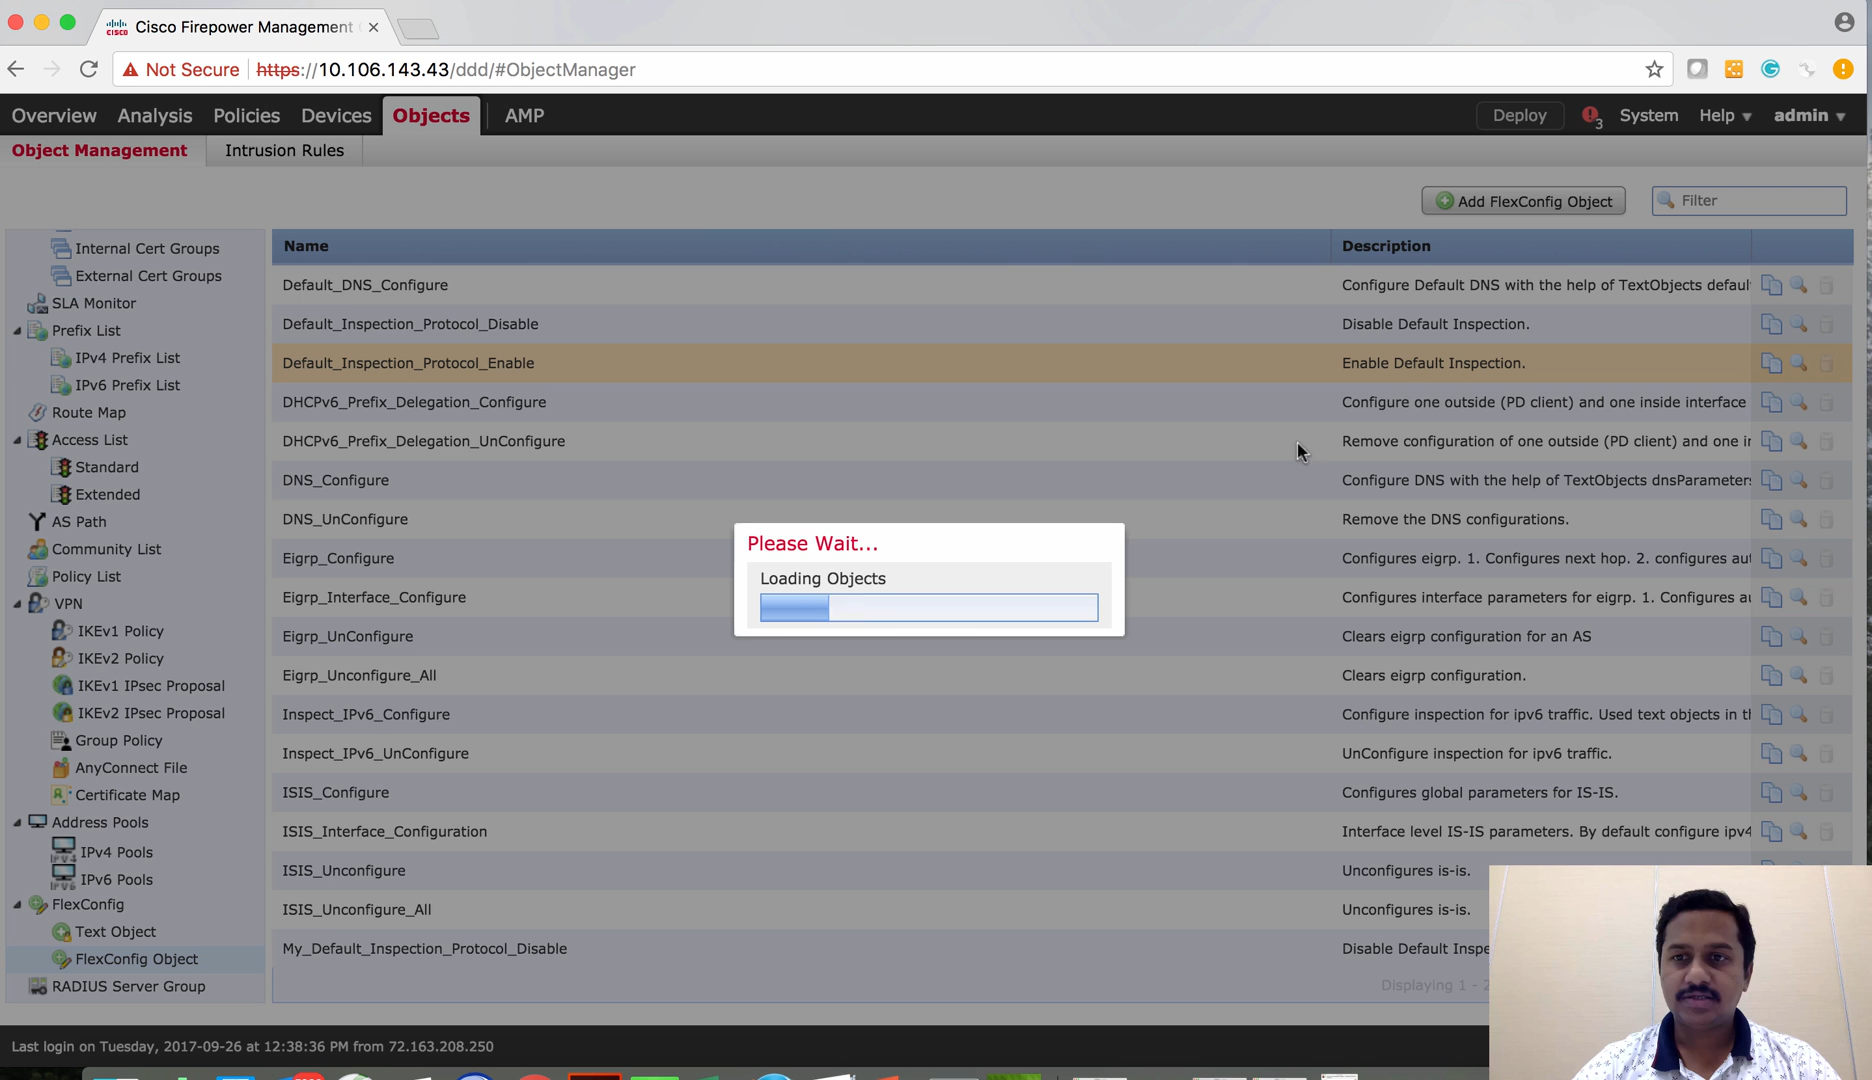 Cisco Firepower Management
Not Secure https://10.106.143.43/ddd/#ObjectManager
Overview Analysis Policies Devices Objects AMP Deploy 3 System Help admin
Object Management Intrusion Rules
Add FlexConfig Object Filter
Internal Cert Groups
External Cert Groups
SLA Monitor
Prefix List
IPv4 Prefix List
IPv6 Prefix List
Route Map
Access List
Standard
Extended
AS Path
Community List
Policy List
VPN
IKEv1 Policy
IKEv2 Policy
IKEv1 IPsec Proposal
IKEv2 IPsec Proposal
Group Policy
AnyConnect File
Certificate Map
Address Pools
IPv4 Pools
IPv6 Pools
FlexConfig
Text Object
FlexConfig Object
RADIUS Server Group
Name Description
Default_DNS_Configure Configure Default DNS with the help of TextObjects defaul
Default_Inspection_Protocol_Disable Disable Default Inspection.
Default_Inspection_Protocol_Enable Enable Default Inspection.
DHCPv6_Prefix_Delegation_Configure Configure one outside (PD client) and one inside interface
DHCPv6_Prefix_Delegation_UnConfigure Remove configuration of one outside (PD client) and one i
DNS_Configure Configure DNS with the help of TextObjects dnsParameters
DNS_UnConfigure Remove the DNS configurations.
Eigrp_Configure Configures eigrp. 1. Configures next hop. 2. configures au
Eigrp_Interface_Configure Configures interface parameters for eigrp. 1. Configures au
Eigrp_UnConfigure Clears eigrp configuration for an AS
Eigrp_Unconfigure_All Clears eigrp configuration.
Inspect_IPv6_Configure Configure inspection for ipv6 traffic. Used text objects in th
Inspect_IPv6_UnConfigure UnConfigure inspection for ipv6 traffic.
ISIS_Configure Configures global parameters for IS-IS.
ISIS_Interface_Configuration Interface level IS-IS parameters. By default configure ipv4
ISIS_Unconfigure Unconfigures is-is.
ISIS_Unconfigure_All Unconfigures is-is.
My_Default_Inspection_Protocol_Disable Disable Default Inspe
Displaying 1 - 2
Please Wait...
Loading Objects
Last login on Tuesday, 2017-09-26 at 12:38:36 PM from 72.163.208.250